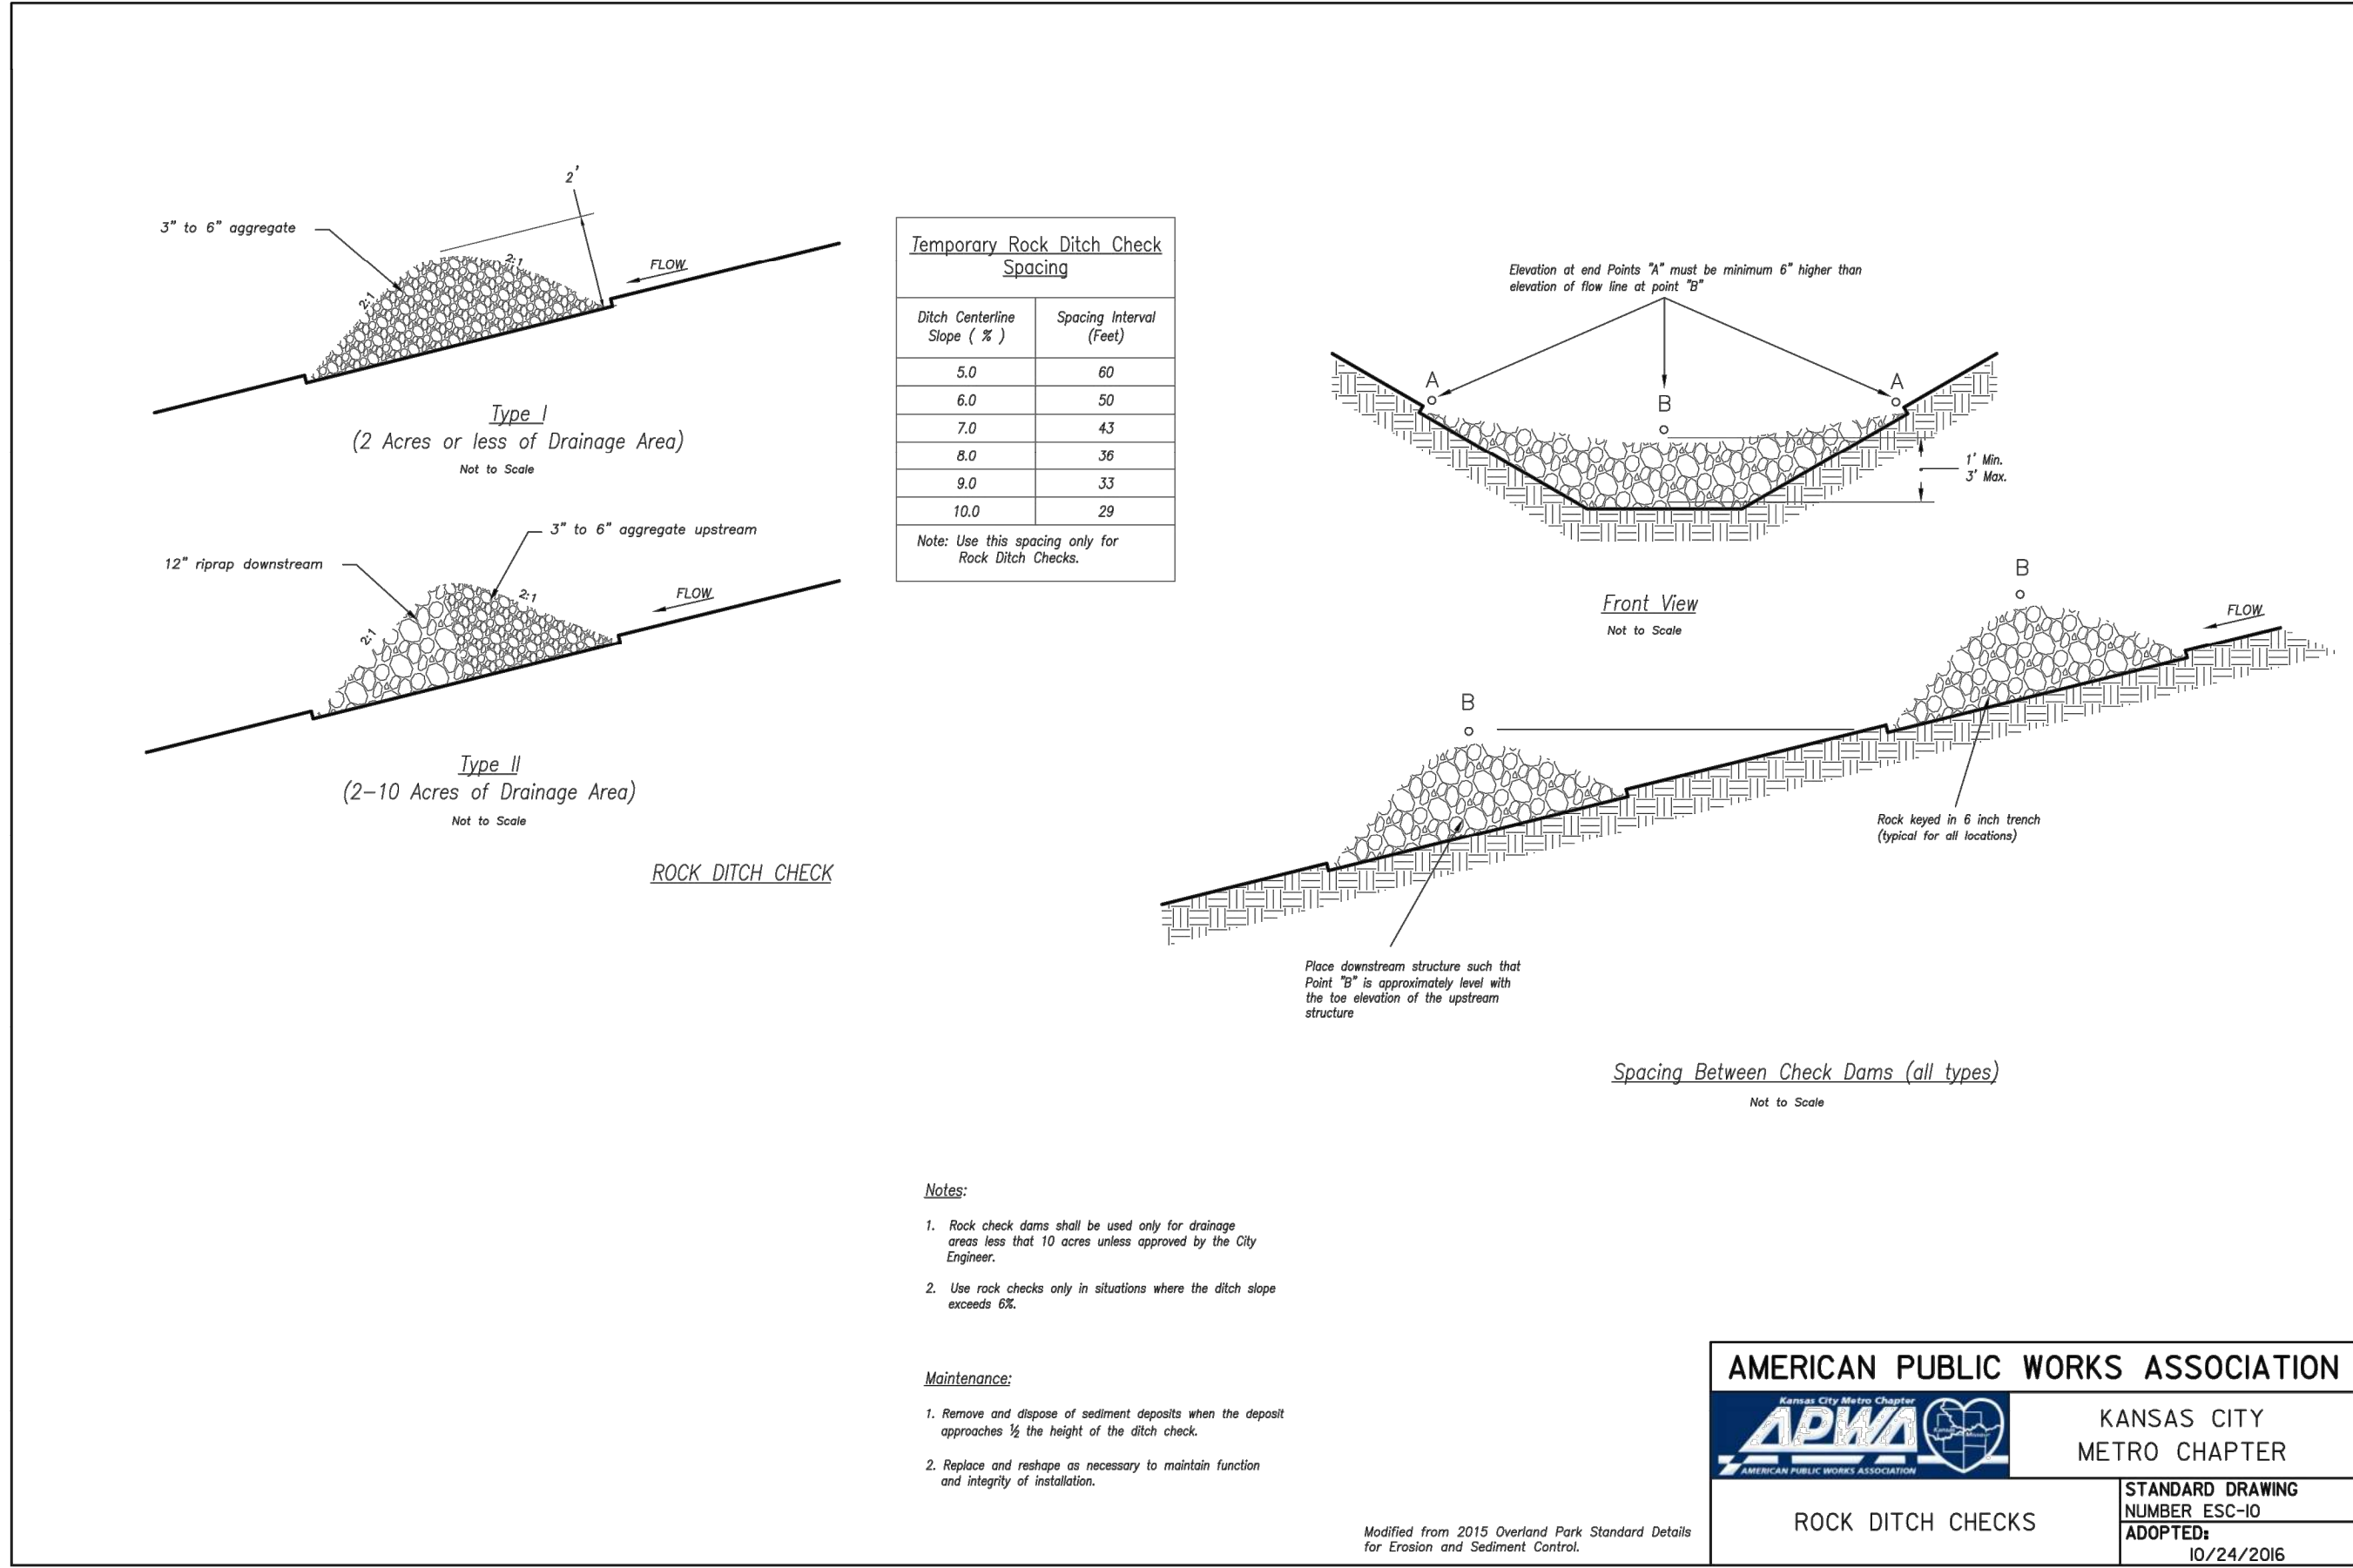 2'
3" to 6" aggregate
2:1
2:1
FLOW
Type I
(2 Acres or less of Drainage Area)
Not to Scale
3" to 6" aggregate upstream
12" riprap downstream
2:1
2:1
FLOW
Type II
(2-10 Acres of Drainage Area)
Not to Scale
ROCK DITCH CHECK
Temporary Rock Ditch Check
Spacing
Ditch Centerline
Slope ( % )
Spacing Interval
(Feet)
5.0 60
6.0 50
7.0 43
8.0 36
9.0 33
10.0 29
Note: Use this spacing only for
Rock Ditch Checks.
Elevation at end Points "A" must be minimum 6" higher than
elevation of flow line at point "B"
A
B
A
1' Min.
3' Max.
Front View
Not to Scale
B
FLOW
B
Rock keyed in 6 inch trench
(typical for all locations)
Place downstream structure such that
Point "B" is approximately level with
the toe elevation of the upstream
structure
Spacing Between Check Dams (all types)
Not to Scale
Notes:
1. Rock check dams shall be used only for drainage
areas less that 10 acres unless approved by the City
Engineer.
2. Use rock checks only in situations where the ditch slope
exceeds 6%.
Maintenance:
1. Remove and dispose of sediment deposits when the deposit
approaches ½ the height of the ditch check.
2. Replace and reshape as necessary to maintain function
and integrity of installation.
Modified from 2015 Overland Park Standard Details
for Erosion and Sediment Control.
AMERICAN PUBLIC WORKS ASSOCIATION
Kansas City Metro Chapter
APWA
Kansas Missouri
AMERICAN PUBLIC WORKS ASSOCIATION
KANSAS CITY
METRO CHAPTER
ROCK DITCH CHECKS
STANDARD DRAWING
NUMBER ESC-10
ADOPTED:
10/24/2016